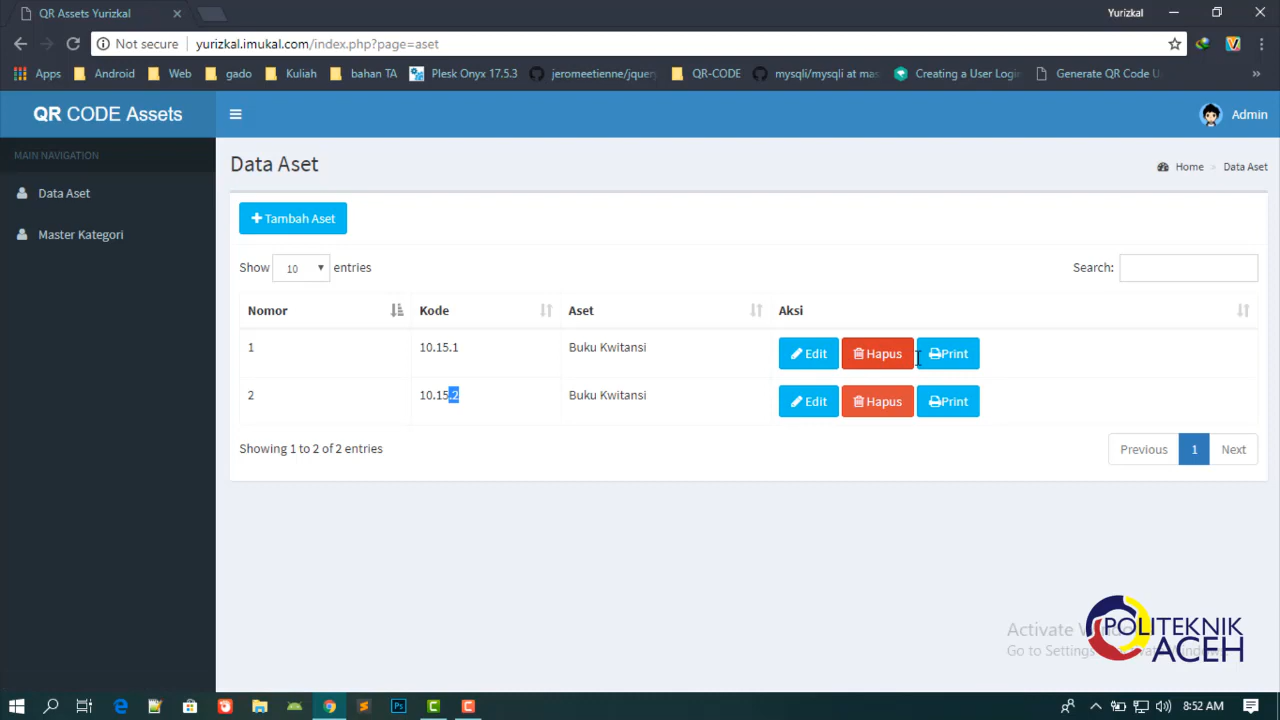 QR Assets Yurizkal
Yurizkal
Not secure yurizkal.imukal.com/index.php?page=aset
Apps Android Web gado Kuliah bahan TA Plesk Onyx 17.5.3 jeromeetienne/jquery QR-CODE mysqli/mysqli at mas Creating a User Logi Generate QR Code U
QR CODE Assets
Admin
MAIN NAVIGATION
Data Aset
Master Kategori
Data Aset
Home > Data Aset
Tambah Aset
Show 10 entries
Search:
Nomor Kode Aset Aksi
1 10.15.1 Buku Kwitansi Edit Hapus Print
2 10.15.2 Buku Kwitansi Edit Hapus Print
Showing 1 to 2 of 2 entries
Previous 1 Next
Activate
Go to Settings
POLITEKNIK
ACEH
8:52 AM